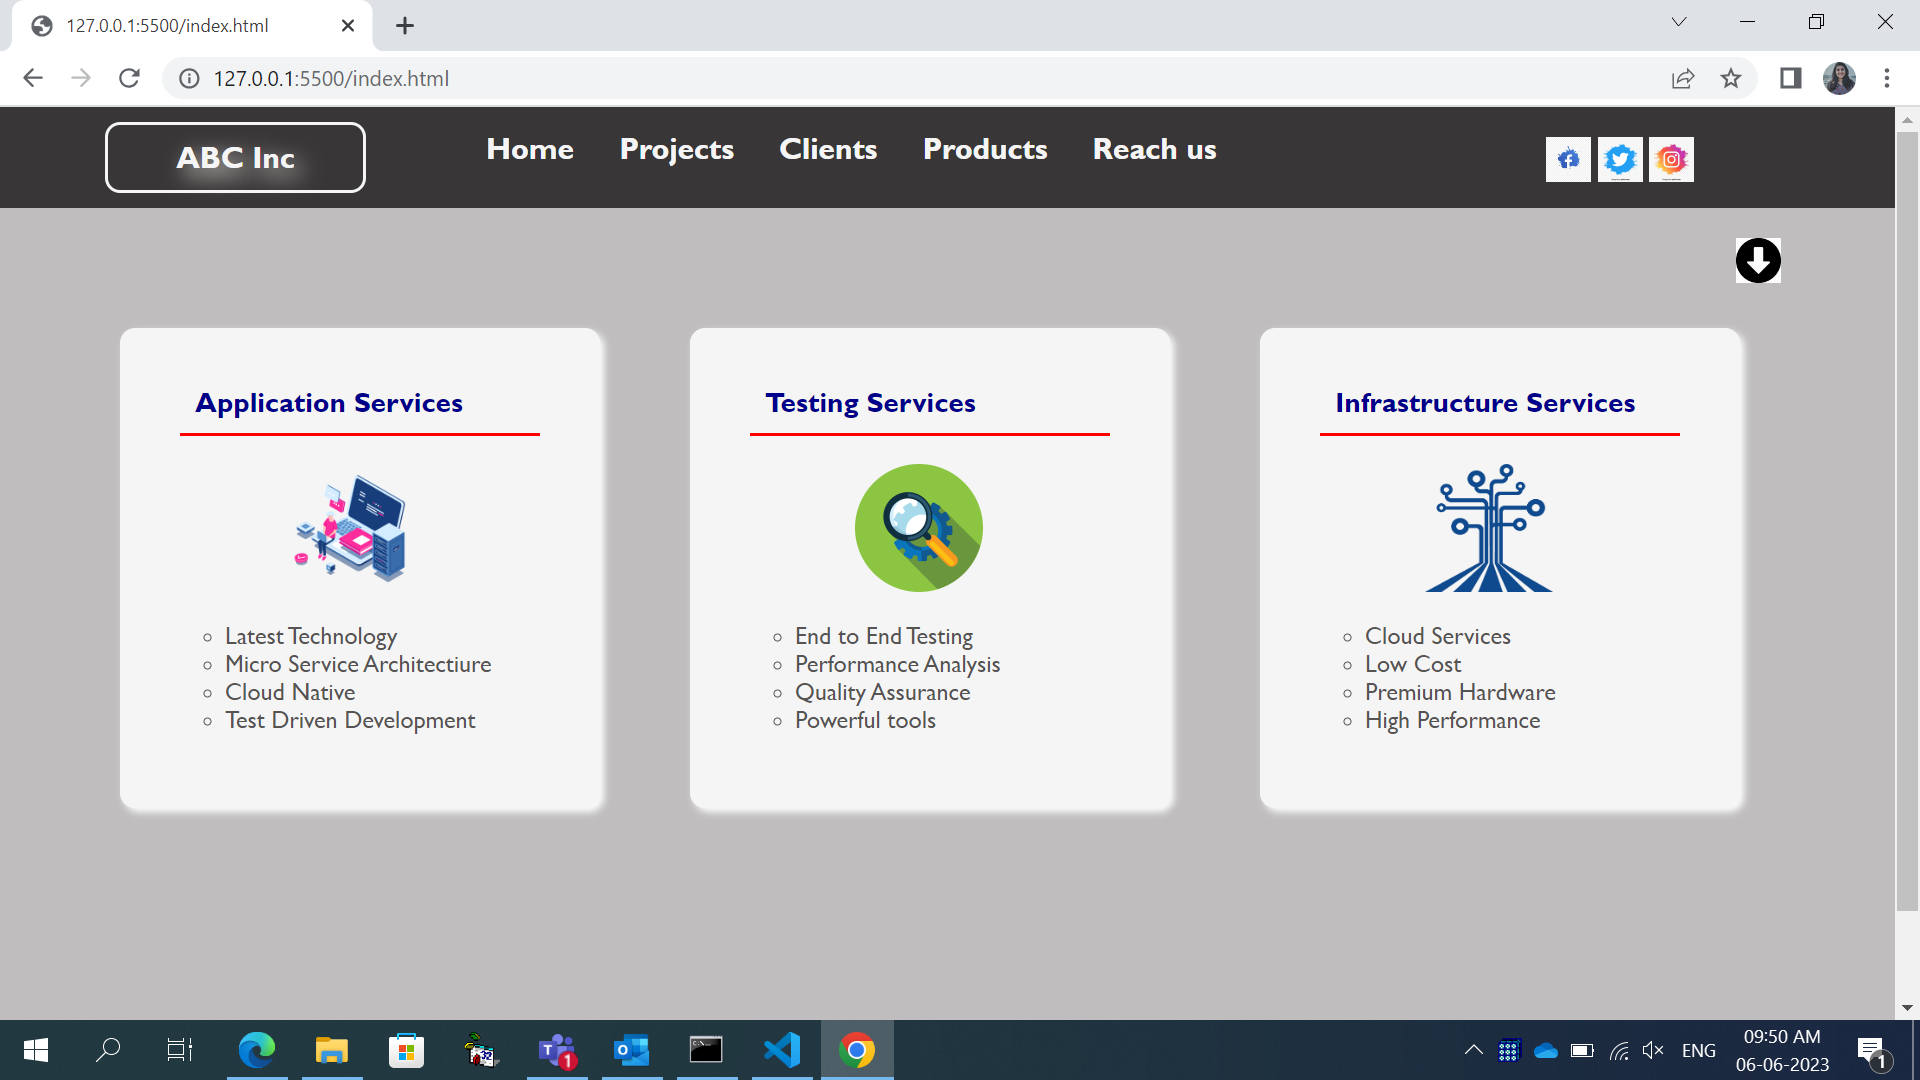 127.0.0.1:5500/index.html
127.0.0.1:5500/index.html
ABC Inc
Home Projects Clients Products Reach us
Application Services
Latest Technology
Micro Service Architectiure
Cloud Native
Test Driven Development
Testing Services
End to End Testing
Performance Analysis
Quality Assurance
Powerful tools
Infrastructure Services
Cloud Services
Low Cost
Premium Hardware
High Performance
ENG
09:50 AM
06-06-2023
1
1